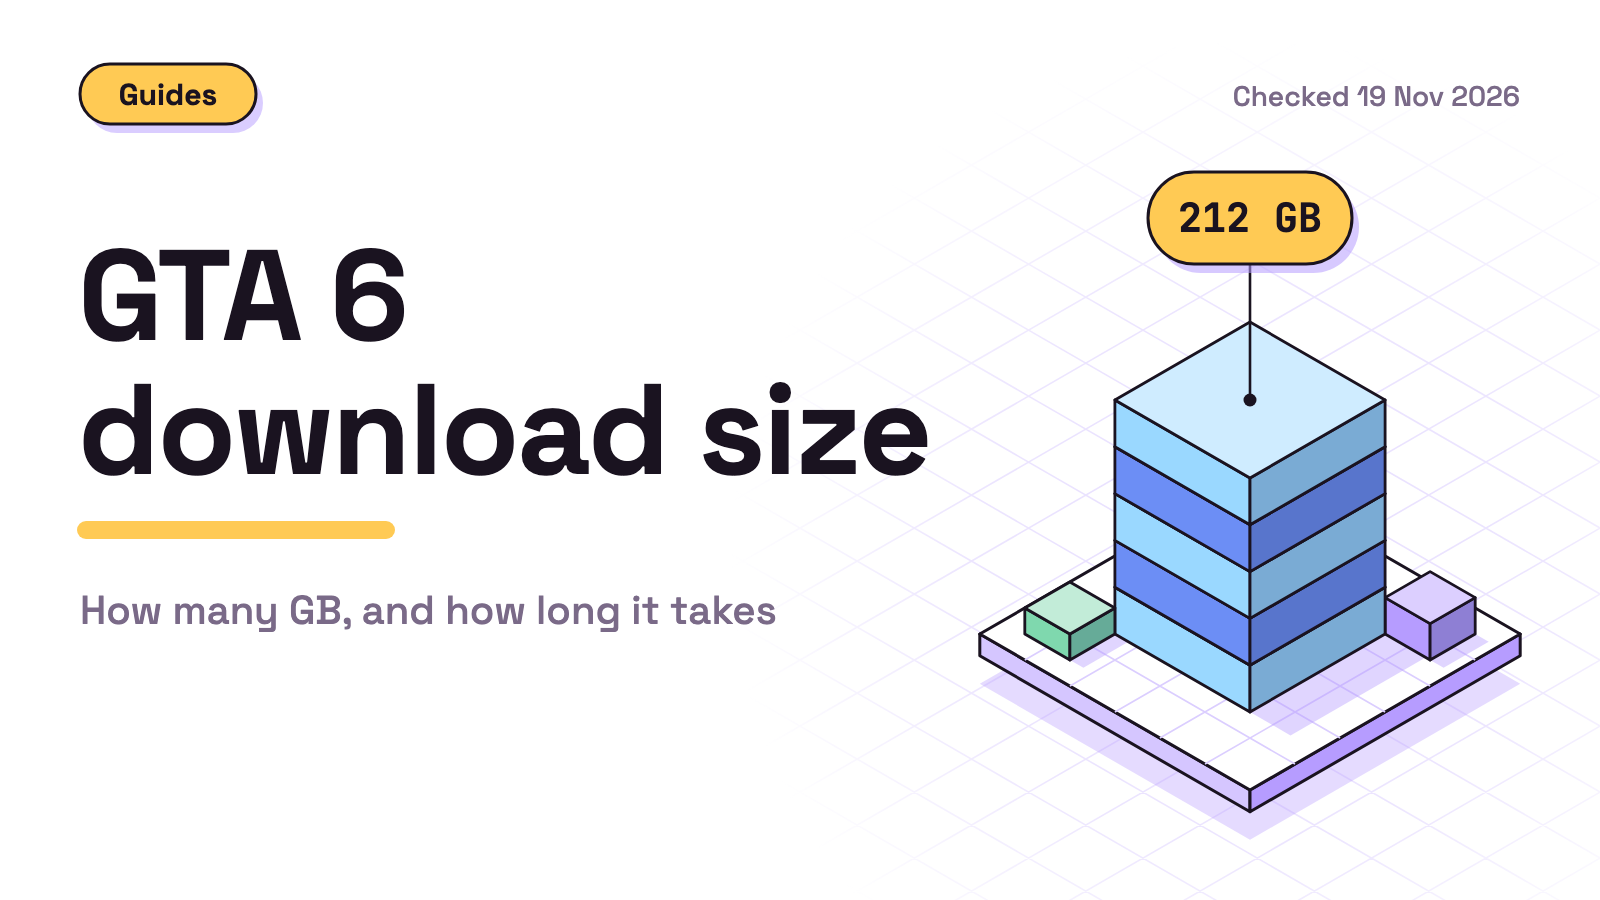 Guides
Checked 19 Nov 2026
212 GB
GTA 6
download size
How many GB, and how long it takes